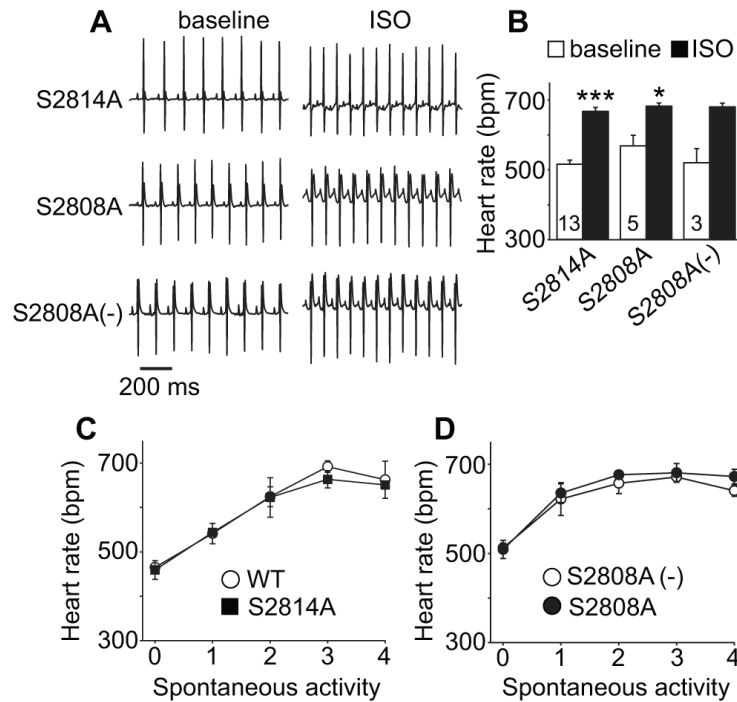 A
baseline
ISO
S2814A
S2808A
S2808A(-)
200 ms
B
baseline ISO
Heart rate (bpm)
700
500
300
*** *
13 5 3
S2814A
S2808A
S2808A(-)
C
Heart rate (bpm)
700
500
300
WT
S2814A
0 1 2 3 4
Spontaneous activity
D
Heart rate (bpm)
700
500
300
S2808A (-)
S2808A
0 1 2 3 4
Spontaneous activity